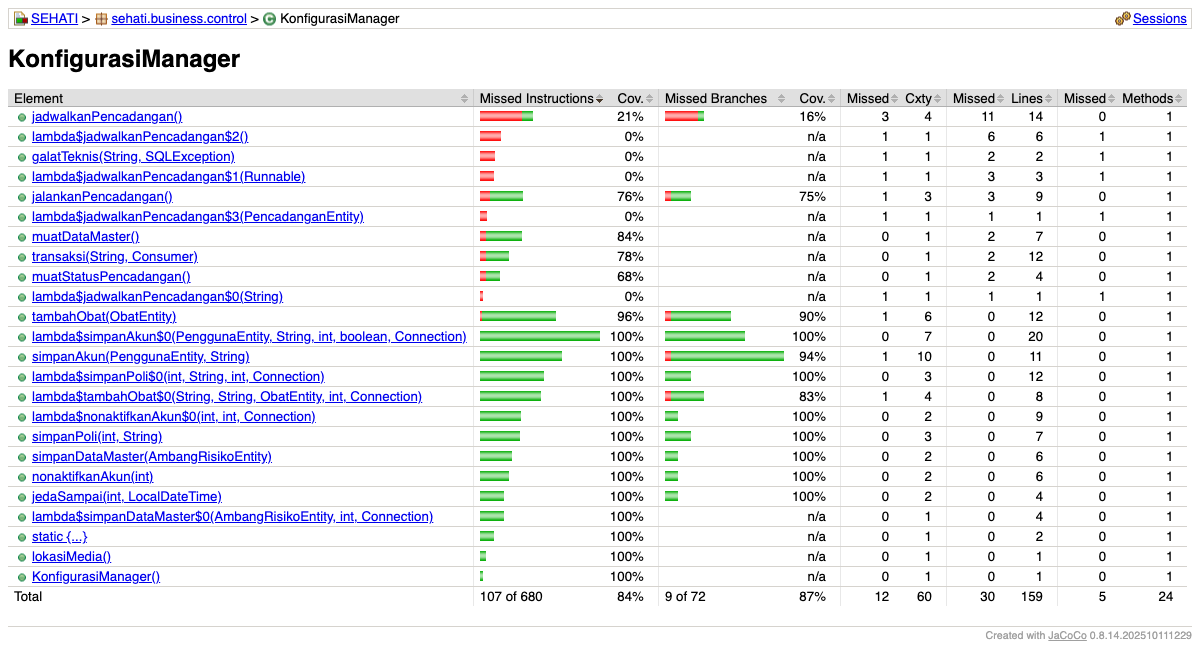 SEHATI > sehati.business.control > KonfigurasiManager Sessions
KonfigurasiManager
Element Missed Instructions Cov. Missed Branches Cov. Missed Cxty Missed Lines Missed Methods
jadwalkanPencadangan() 21% 16% 3 4 11 14 0 1
lambda$jadwalkanPencadangan$2() 0% n/a 1 1 6 6 1 1
galatTeknis(String, SQLException) 0% n/a 1 1 2 2 1 1
lambda$jadwalkanPencadangan$1(Runnable) 0% n/a 1 1 3 3 1 1
jalankanPencadangan() 76% 75% 1 3 3 9 0 1
lambda$jadwalkanPencadangan$3(PencadanganEntity) 0% n/a 1 1 1 1 1 1
muatDataMaster() 84% n/a 0 1 2 7 0 1
transaksi(String, Consumer) 78% n/a 0 1 2 12 0 1
muatStatusPencadangan() 68% n/a 0 1 2 4 0 1
lambda$jadwalkanPencadangan$0(String) 0% n/a 1 1 1 1 1 1
tambahObat(ObatEntity) 96% 90% 1 6 0 12 0 1
lambda$simpanAkun$0(PenggunaEntity, String, int, boolean, Connection) 100% 100% 0 7 0 20 0 1
simpanAkun(PenggunaEntity, String) 100% 94% 1 10 0 11 0 1
lambda$simpanPoli$0(int, String, int, Connection) 100% 100% 0 3 0 12 0 1
lambda$tambahObat$0(String, String, ObatEntity, int, Connection) 100% 83% 1 4 0 8 0 1
lambda$nonaktifkanAkun$0(int, int, Connection) 100% 100% 0 2 0 9 0 1
simpanPoli(int, String) 100% 100% 0 3 0 7 0 1
simpanDataMaster(AmbangRisikoEntity) 100% 100% 0 2 0 6 0 1
nonaktifkanAkun(int) 100% 100% 0 2 0 6 0 1
jedaSampai(int, LocalDateTime) 100% 100% 0 2 0 4 0 1
lambda$simpanDataMaster$0(AmbangRisikoEntity, int, Connection) 100% n/a 0 1 0 4 0 1
static {...} 100% n/a 0 1 0 2 0 1
lokasiMedia() 100% n/a 0 1 0 1 0 1
KonfigurasiManager() 100% n/a 0 1 0 1 0 1
Total 107 of 680 84% 9 of 72 87% 12 60 30 159 5 24
Created with JaCoCo 0.8.14.202510111229